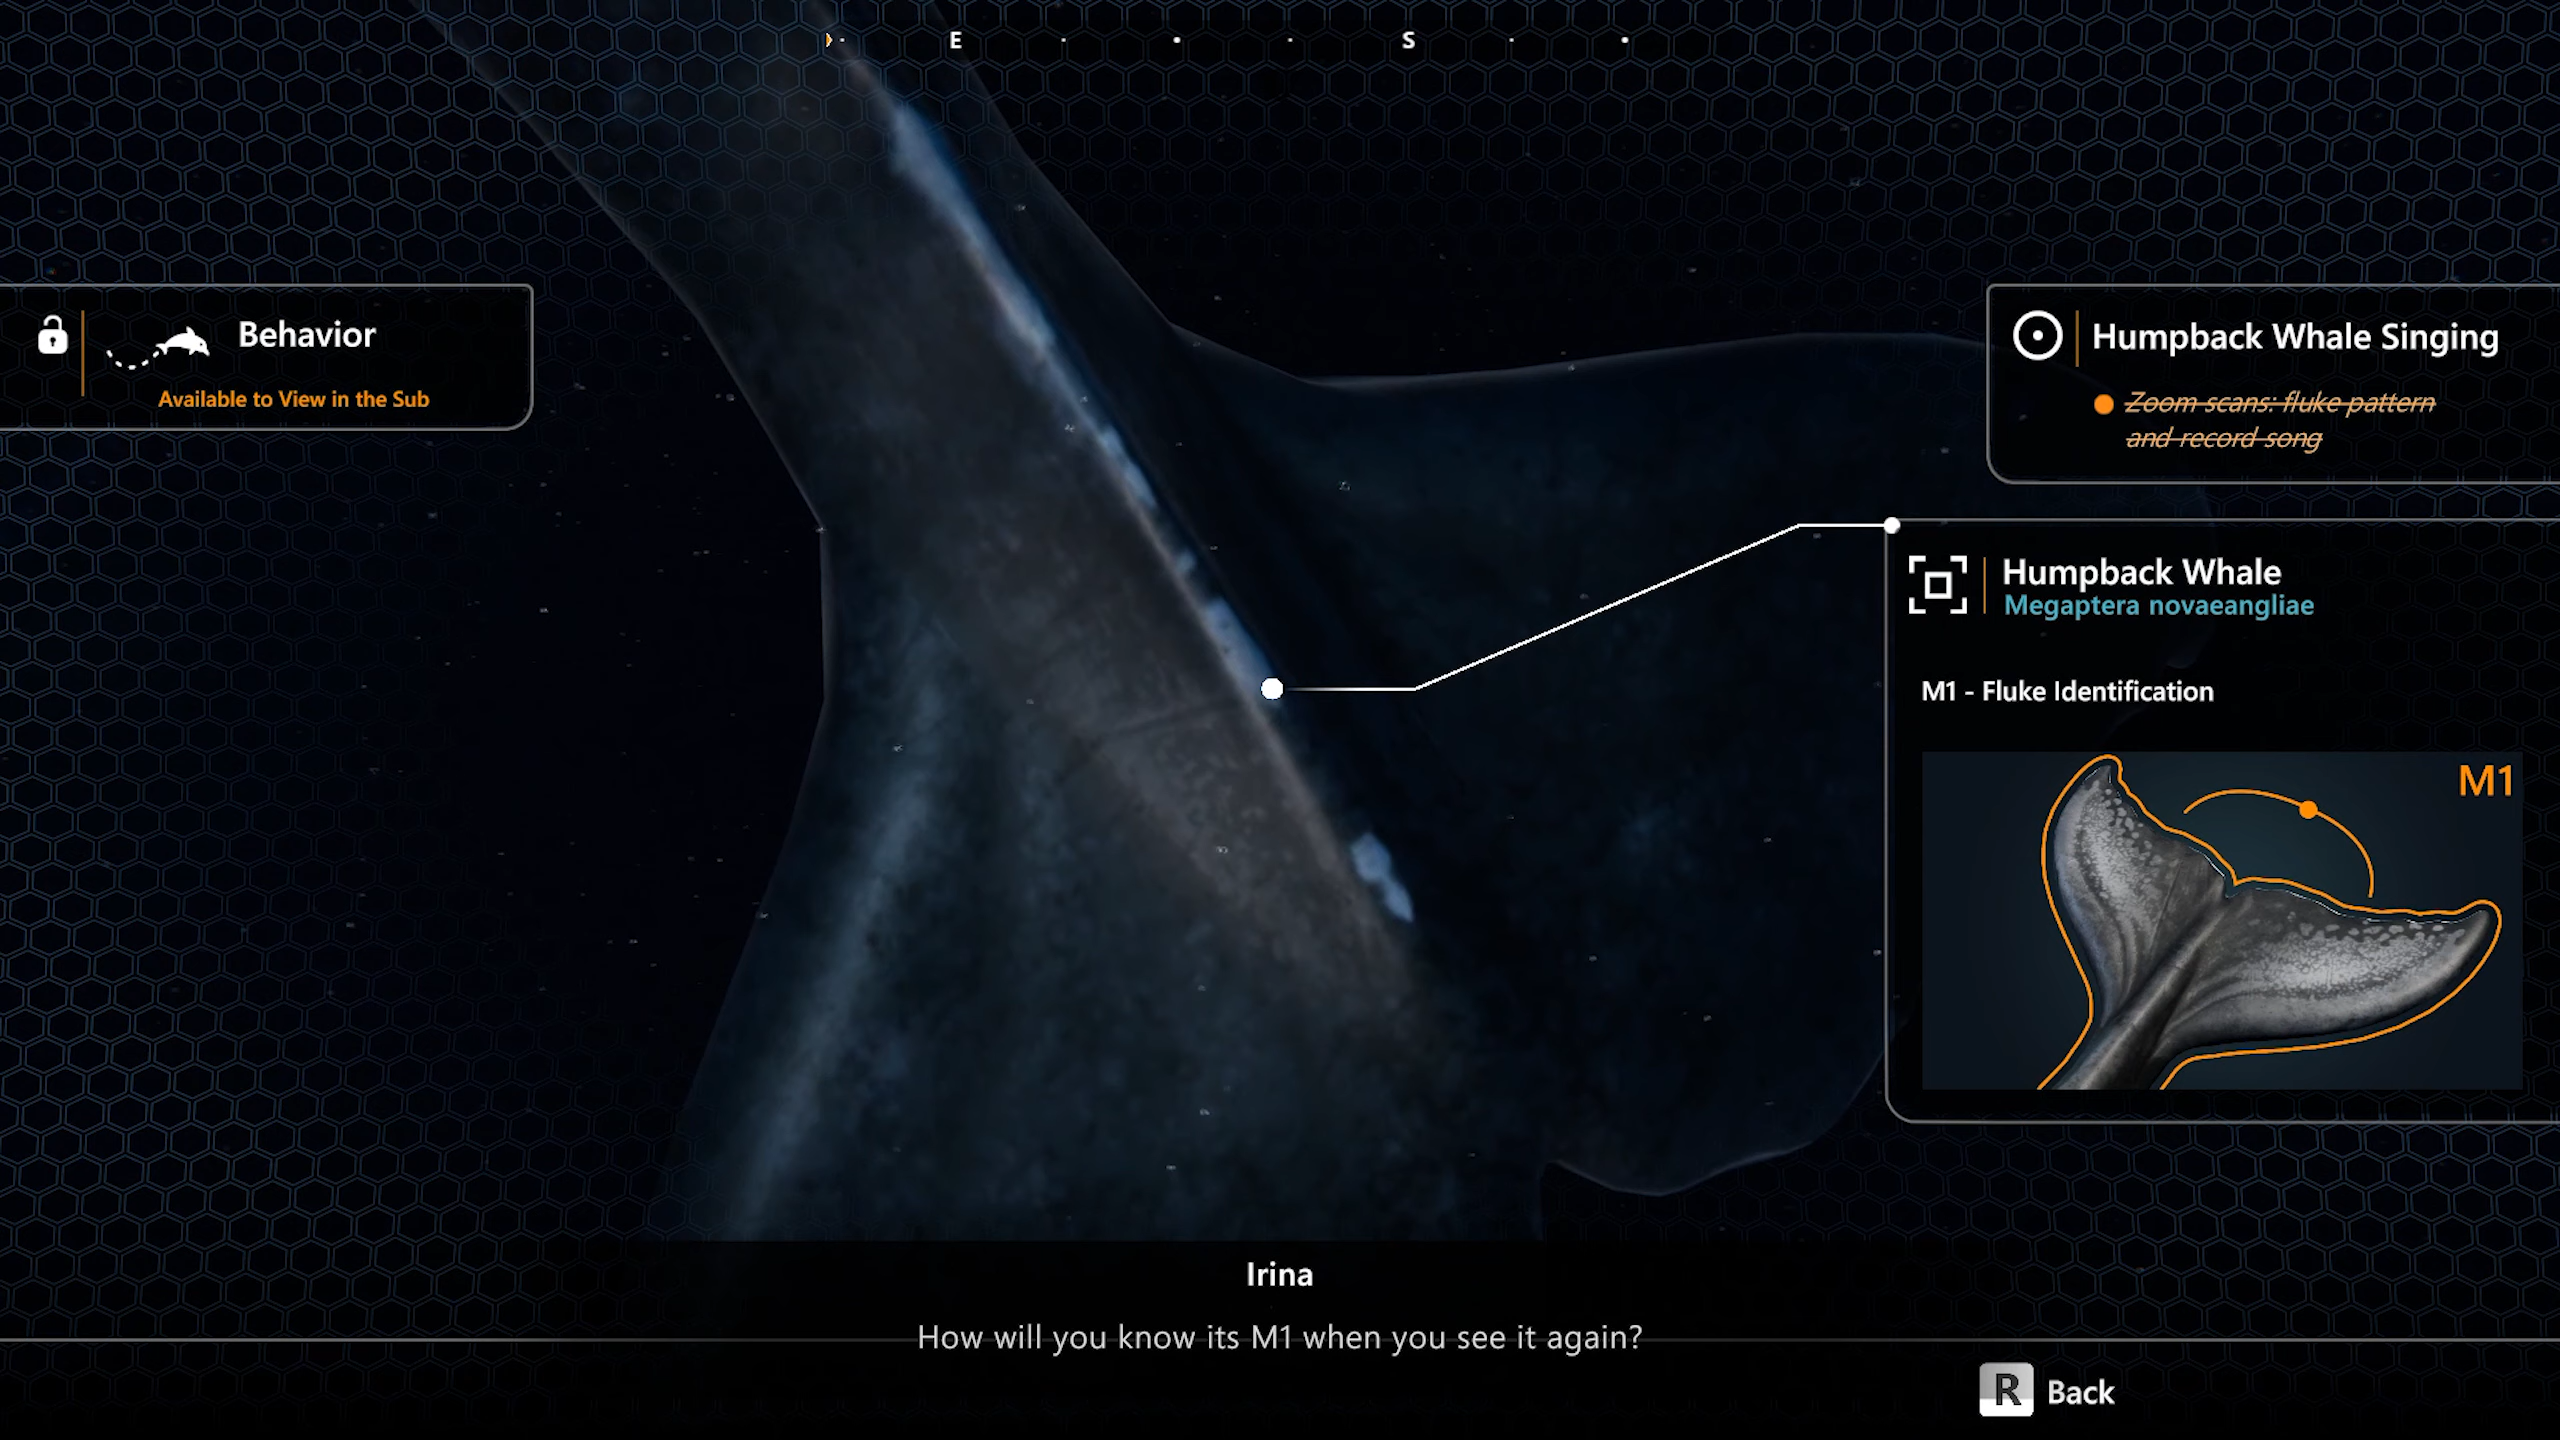 E
S
Behavior
Available to View in the Sub
Humpback Whale Singing
Zoom scans: fluke pattern
and record song
Humpback Whale
Megaptera novaeangliae
M1 - Fluke Identification
M1
Irina
How will you know its M1 when you see it again?
R Back